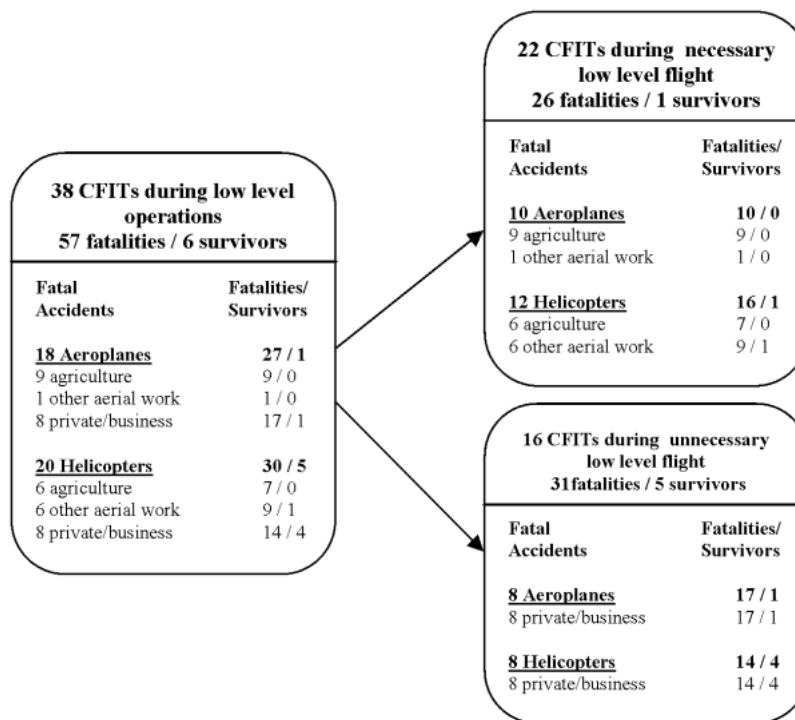 38 CFITs during low level
operations
57 fatalities / 6 survivors
Fatal Fatalities/
Accidents Survivors
18 Aeroplanes 27 / 1
9 agriculture 9 / 0
1 other aerial work 1 / 0
8 private/business 17 / 1
20 Helicopters 30 / 5
6 agriculture 7 / 0
6 other aerial work 9 / 1
8 private/business 14 / 4
22 CFITs during necessary
low level flight
26 fatalities / 1 survivors
Fatal Fatalities/
Accidents Survivors
10 Aeroplanes 10 / 0
9 agriculture 9 / 0
1 other aerial work 1 / 0
12 Helicopters 16 / 1
6 agriculture 7 / 0
6 other aerial work 9 / 1
16 CFITs during unnecessary
low level flight
31fatalities / 5 survivors
Fatal Fatalities/
Accidents Survivors
8 Aeroplanes 17 / 1
8 private/business 17 / 1
8 Helicopters 14 / 4
8 private/business 14 / 4